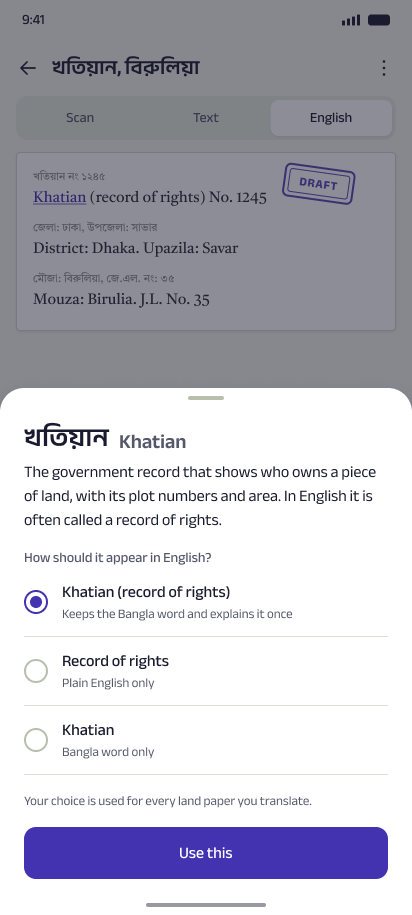 9:41
খতিয়ান, বিরুলিয়া
Scan
Text
English
খতিয়ান নং ১২৪৫
Khatian (record of rights) No. 1245
DRAFT
জেলা: ঢাকা, উপজেলা: সাভার
District: Dhaka. Upazila: Savar
মৌজা: বিরুলিয়া, জে.এল. নং: ৩৫
Mouza: Birulia. J.L. No. 35
খতিয়ান Khatian
The government record that shows who owns a piece
of land, with its plot numbers and area. In English it is
often called a record of rights.
How should it appear in English?
Khatian (record of rights)
Keeps the Bangla word and explains it once
Record of rights
Plain English only
Khatian
Bangla word only
Your choice is used for every land paper you translate.
Use this